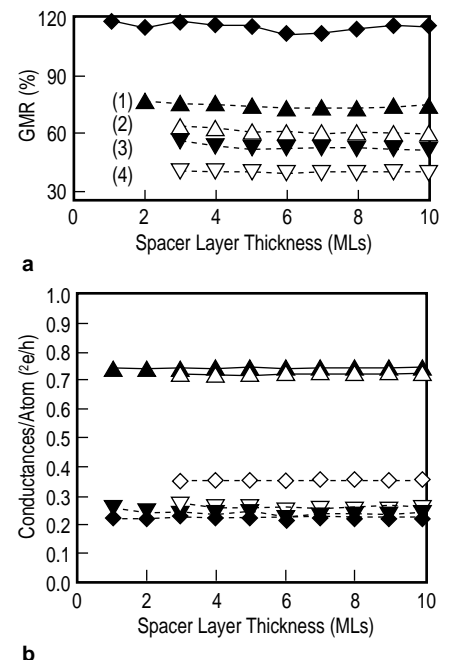 120
90
60
30
GMR (%)
(1)
(2)
(3)
(4)
0 2 4 6 8 10
Spacer Layer Thickness (MLs)
a
1.0
0.9
0.8
0.7
0.6
0.5
0.4
0.3
0.2
0.1
0.0
Conductances/Atom (²e/h)
0 2 4 6 8 10
Spacer Layer Thickness (MLs)
b